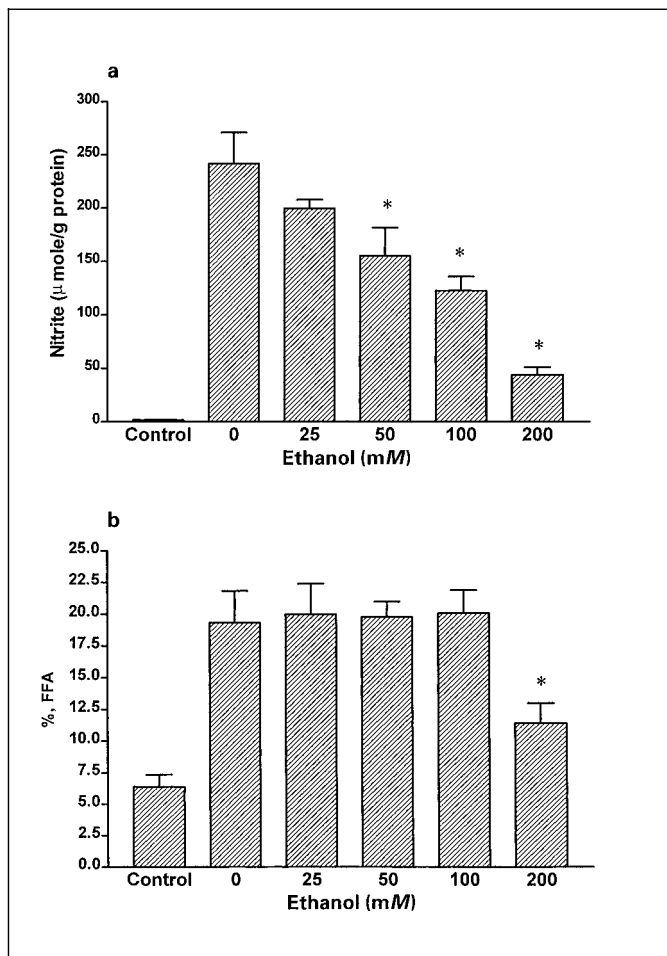 a
Nitrite (μ mole/g protein)
300
250
200
150
100
50
0
* * *
Control 0 25 50 100 200
Ethanol (mM)
b
%, FFA
25.0
22.5
20.0
17.5
15.0
12.5
10.0
7.5
5.0
2.5
0.0
*
Control 0 25 50 100 200
Ethanol (mM)